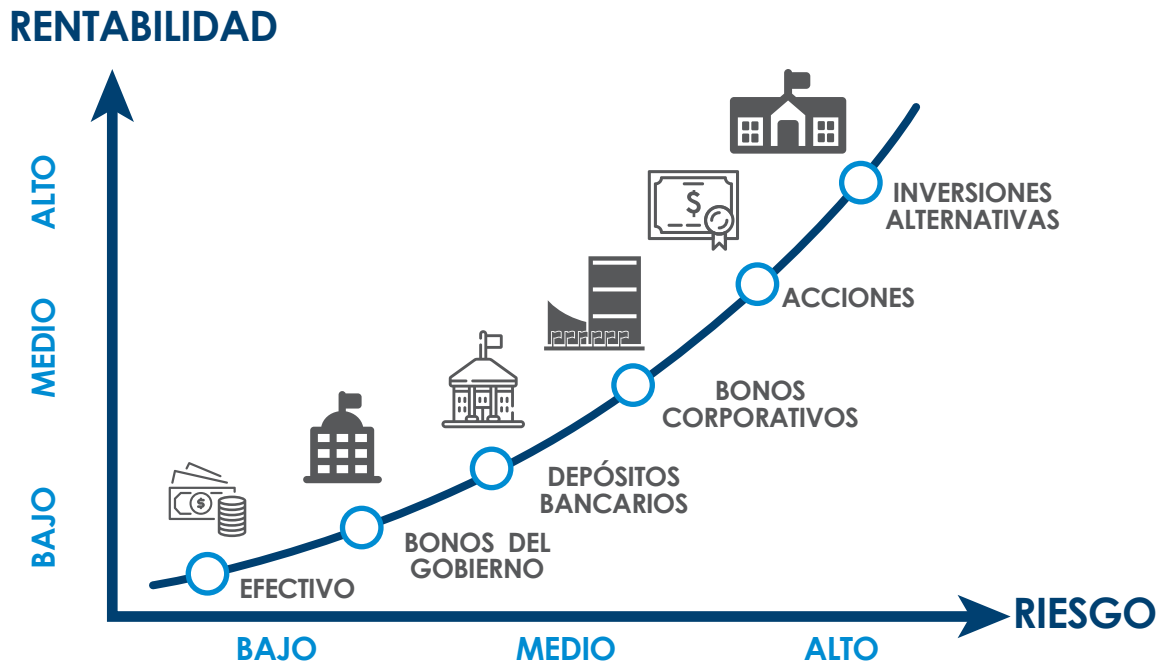 RENTABILIDAD
ALTO
MEDIO
BAJO
$
$
INVERSIONES
ALTERNATIVAS
ACCIONES
BONOS
CORPORATIVOS
DEPÓSITOS
BANCARIOS
BONOS DEL
GOBIERNO
EFECTIVO
RIESGO
BAJO
MEDIO
ALTO